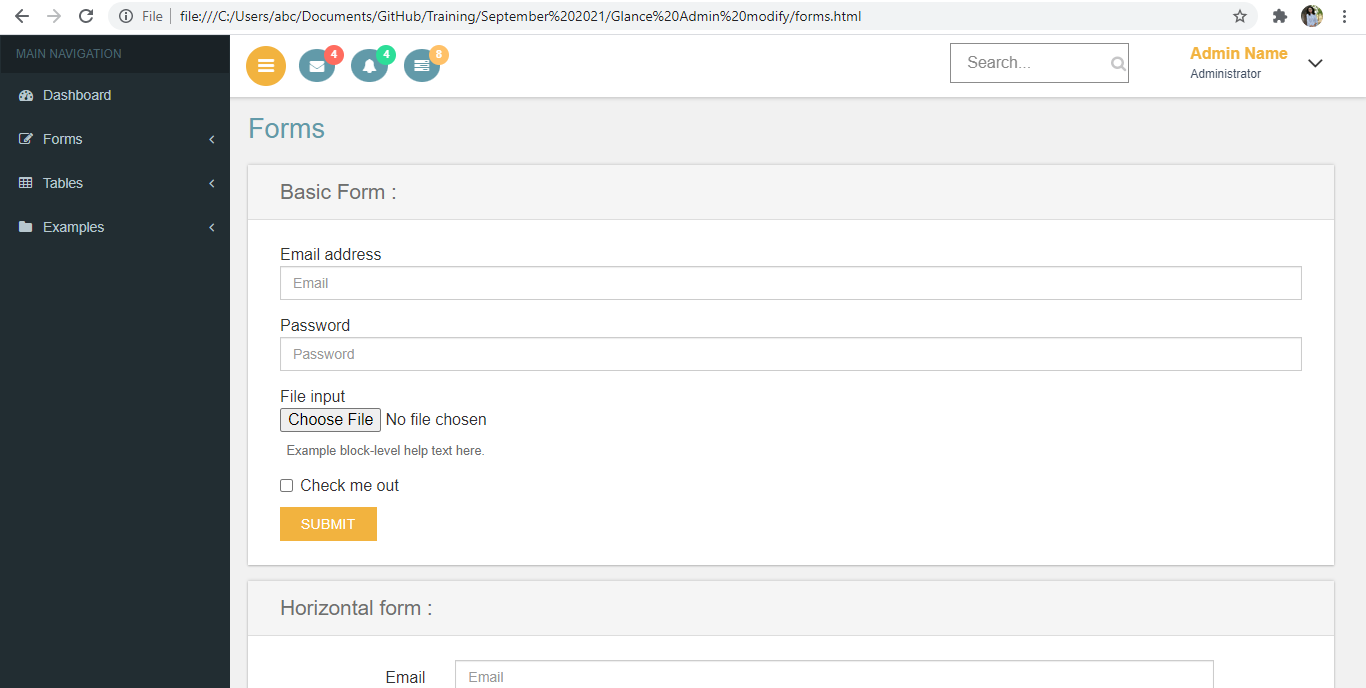 File file:///C:/Users/abc/Documents/GitHub/Training/September%202021/Glance%20Admin%20modify/forms.html
MAIN NAVIGATION
Dashboard
Forms
Tables
Examples
4
4
8
Search...
Admin Name
Administrator
Forms
Basic Form :
Email address
Email
Password
Password
File input
Choose File No file chosen
Example block-level help text here.
Check me out
SUBMIT
Horizontal form :
Email Email